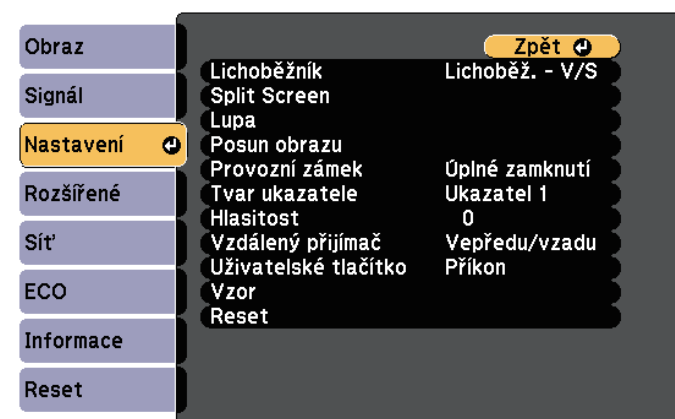 Obraz
Signál
Nastavení
Rozšířené
Síť
ECO
Informace
Reset
Zpět
Lichoběžník Lichoběž. - V/S
Split Screen
Lupa
Posun obrazu
Provozní zámek Úplné zamknutí
Tvar ukazatele Ukazatel 1
Hlasitost 0
Vzdálený přijímač Vepředu/vzadu
Uživatelské tlačítko Příkon
Vzor
Reset